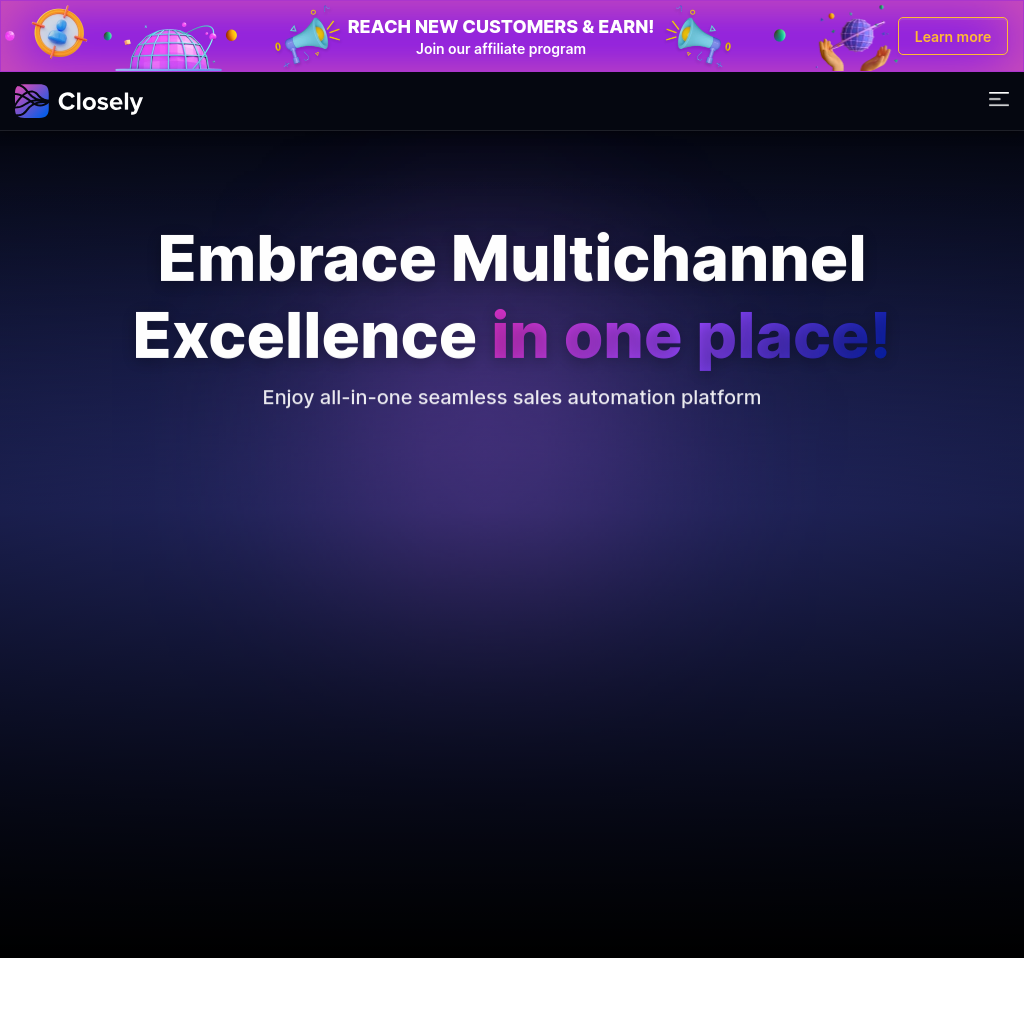 REACH NEW CUSTOMERS & EARN!
Join our affiliate program
Learn more
Closely
Embrace Multichannel
Excellence in one place!
Enjoy all-in-one seamless sales automation platform